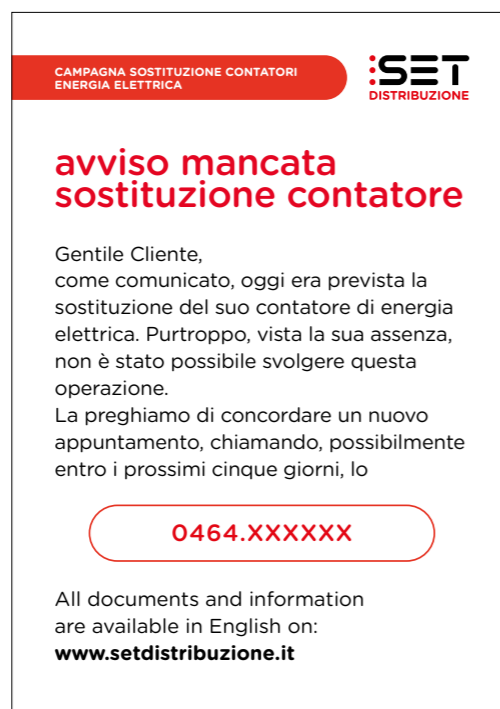 CAMPAGNA SOSTITUZIONE CONTATORI
ENERGIA ELETTRICA
SET
DISTRIBUZIONE
avviso mancata
sostituzione contatore
Gentile Cliente,
come comunicato, oggi era prevista la
sostituzione del suo contatore di energia
elettrica. Purtroppo, vista la sua assenza,
non è stato possibile svolgere questa
operazione.
La preghiamo di concordare un nuovo
appuntamento, chiamando, possibilmente
entro i prossimi cinque giorni, lo
0464.XXXXXX
All documents and information
are available in English on:
www.setdistribuzione.it